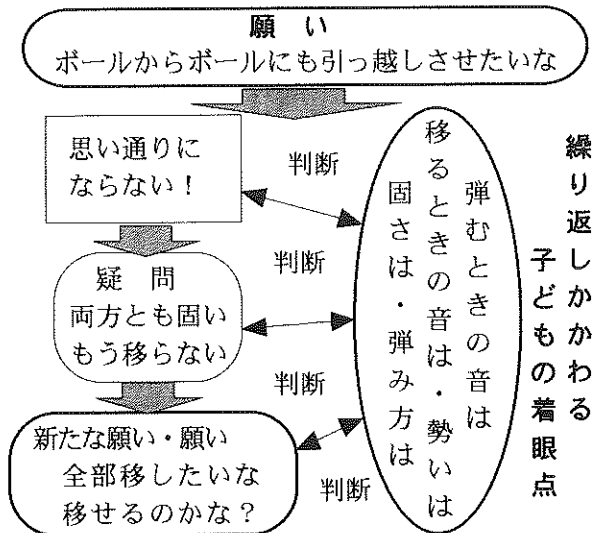 願い
ボールからボールにも引っ越しさせたいな
思い通りに
ならない！
判断
疑 問
両方とも固い
もう移らない
判断
判断
新たな願い・願い
全部移したいな
移せるのかな？
判断
弾むときの音は
移るときの音は・勢いは
固さは・弾み方は
繰り返しかかわる
子どもの着眼点